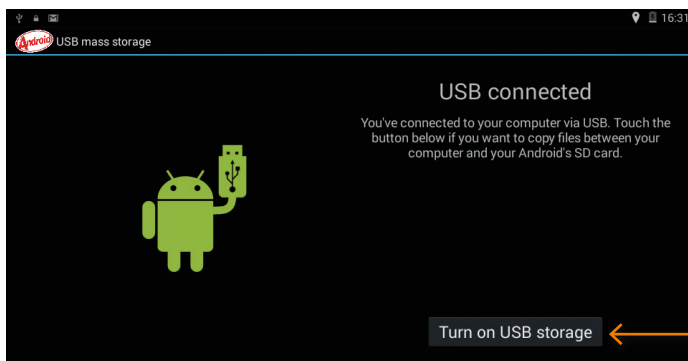 16:31
Android USB mass storage
USB connected
You've connected to your computer via USB. Touch the
button below if you want to copy files between your
computer and your Android's SD card.
Turn on USB storage